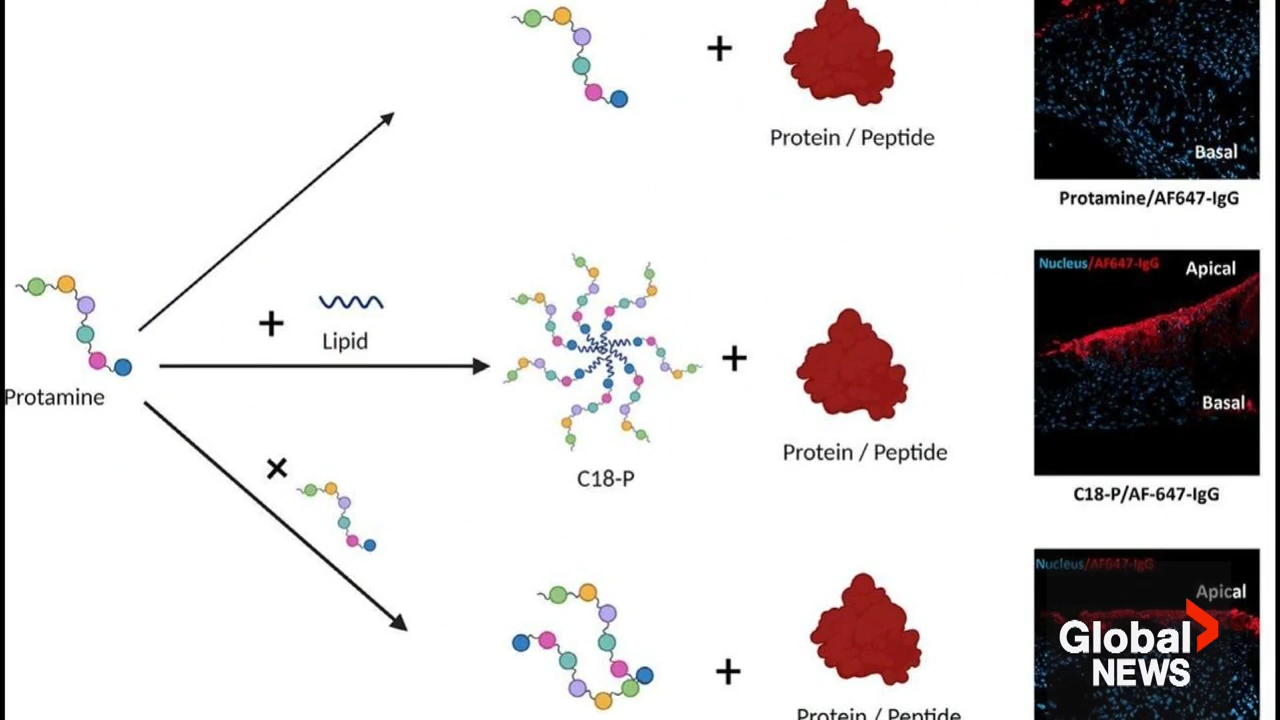 +
Protein / Peptide
Basal
Protamine/AF647-IgG
Protamine
+
Lipid
C18-P
+
Protein / Peptide
Nucleus/AF647-IgG
Apical
Basal
C18-P/AF-647-IgG
×
+
Protein / Peptide
Nucleus/AF647-IgG
Apical
Global
NEWS